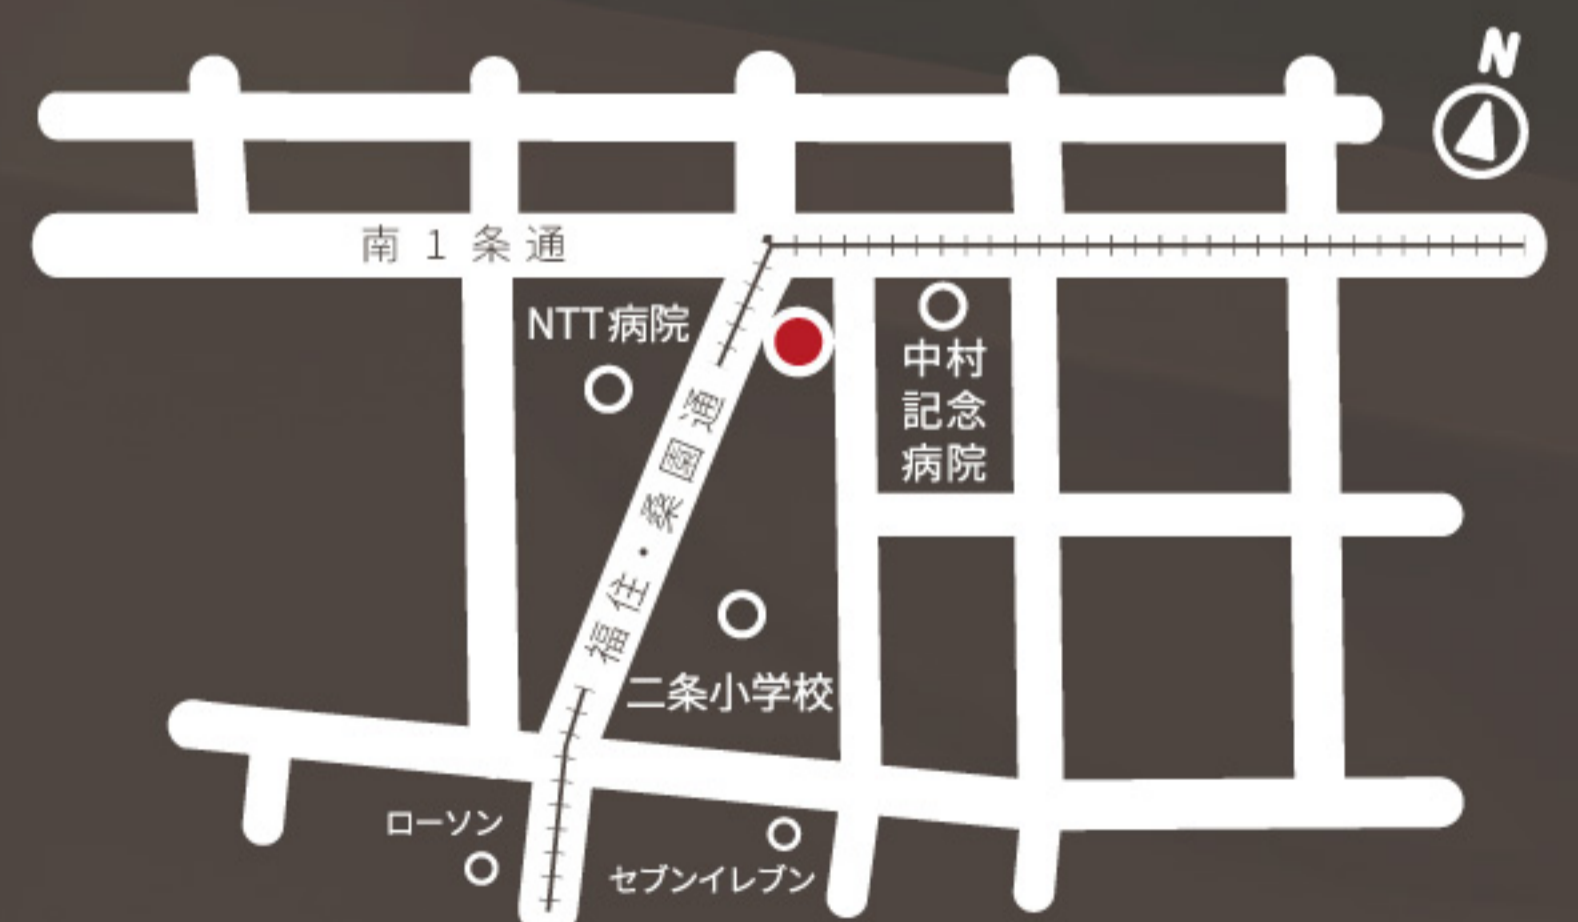 N
南1条通
NTT病院
中村
記念
病院
福住・桑園通
二条小学校
ローソン
セブンイレブン